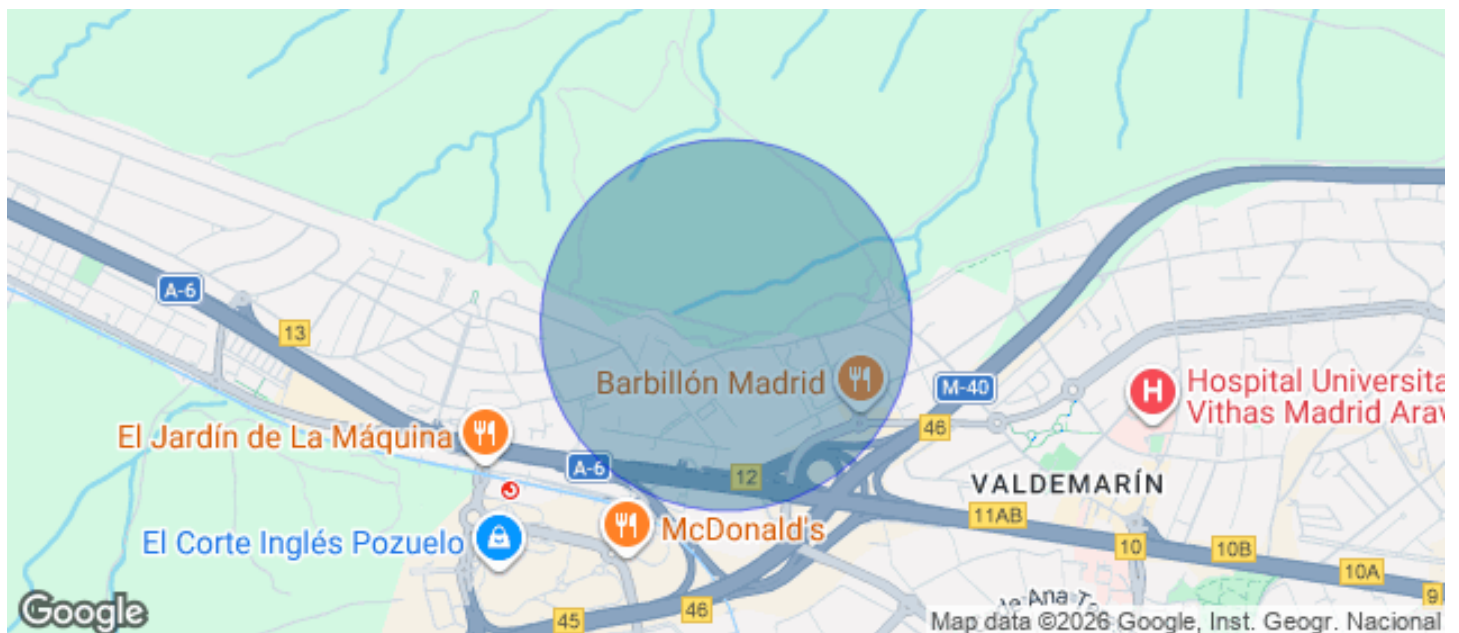 A-6
13
Barbillón Madrid
M-40
Hospital Universita
Vithas Madrid Arav
El Jardín de La Máquina
46
A-6
12
VALDEMARÍN
11AB
El Corte Inglés Pozuelo
McDonald's
10
10B
10A
9
45
46
de Ana
Google
Map data ©2026 Google, Inst. Geogr. Nacional